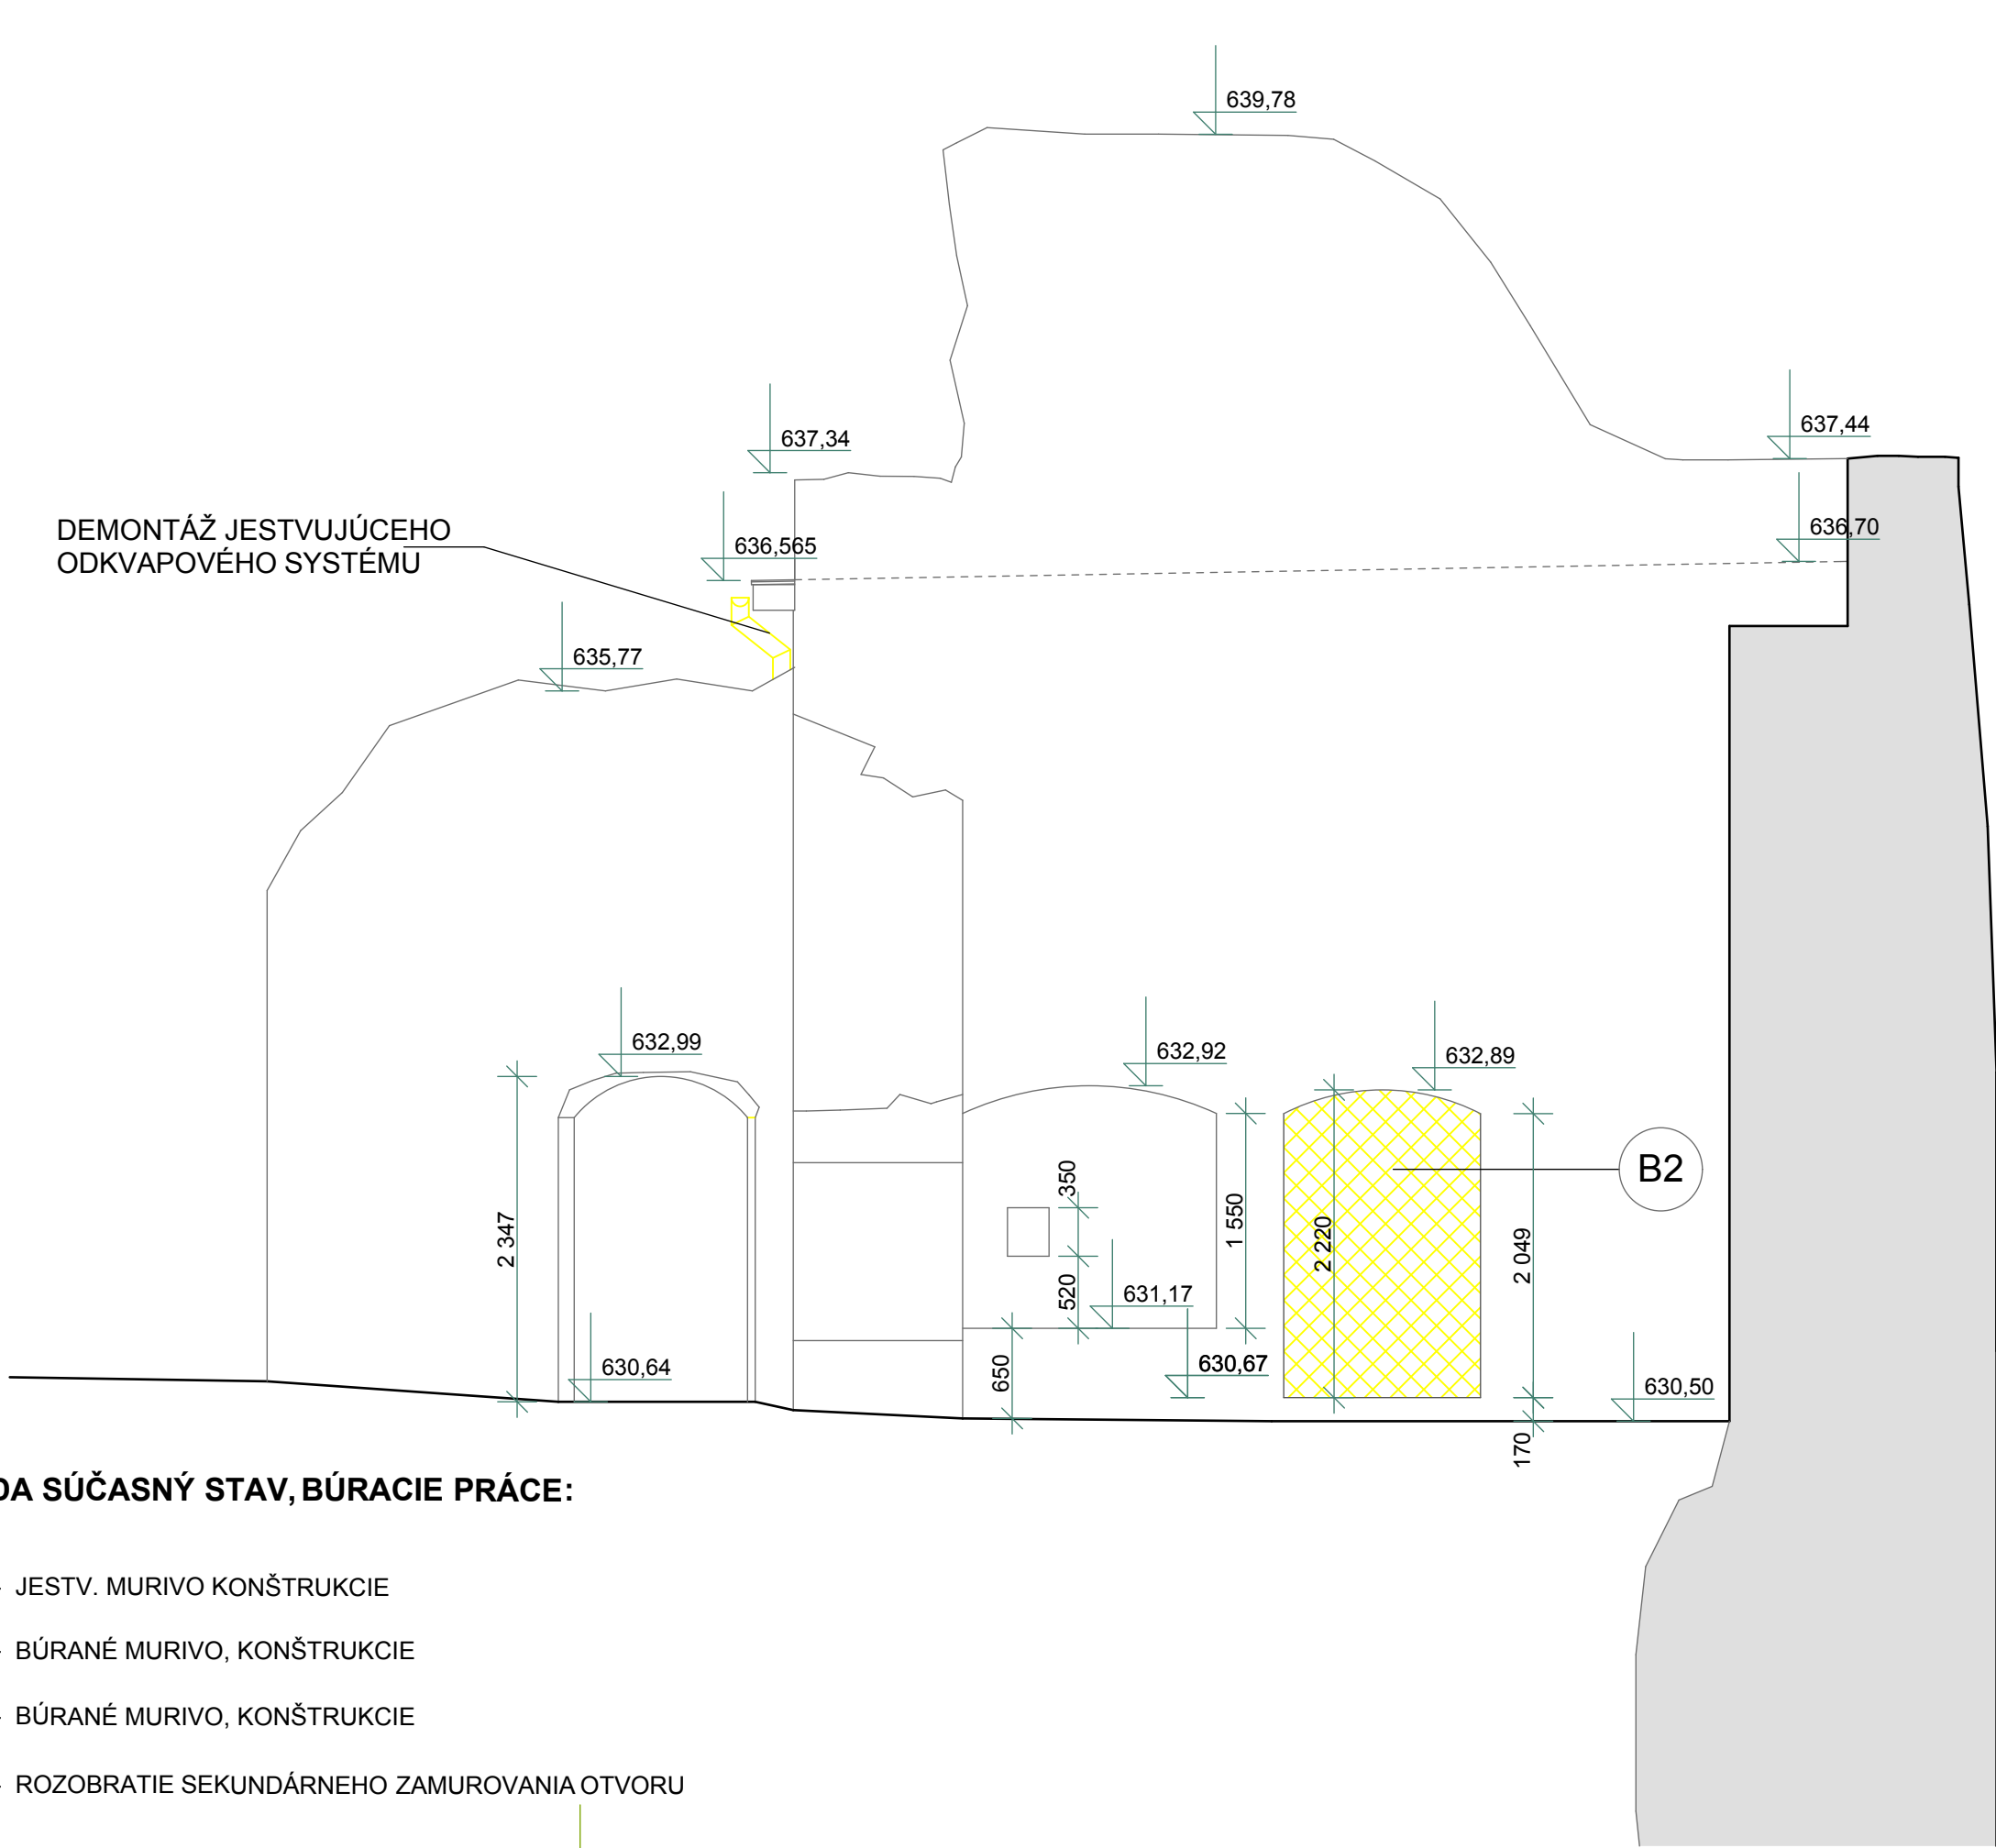 639,78
637,34
637,44
DEMONTÁŽ JESTVUJÚCEHO
ODKVAPOVÉHO SYSTÉMU
636,565
636,70
635,77
632,99
632,92
632,89
B2
350
2 347
1 550
2 220
2 049
520
631,17
630,64
650
630,67
630,50
170
DA SÚČASNÝ STAV, BÚRACIE PRÁCE:
- JESTV. MURIVO KONŠTRUKCIE
- BÚRANÉ MURIVO, KONŠTRUKCIE
- BÚRANÉ MURIVO, KONŠTRUKCIE
- ROZOBRATIE SEKUNDÁRNEHO ZAMUROVANIA OTVORU